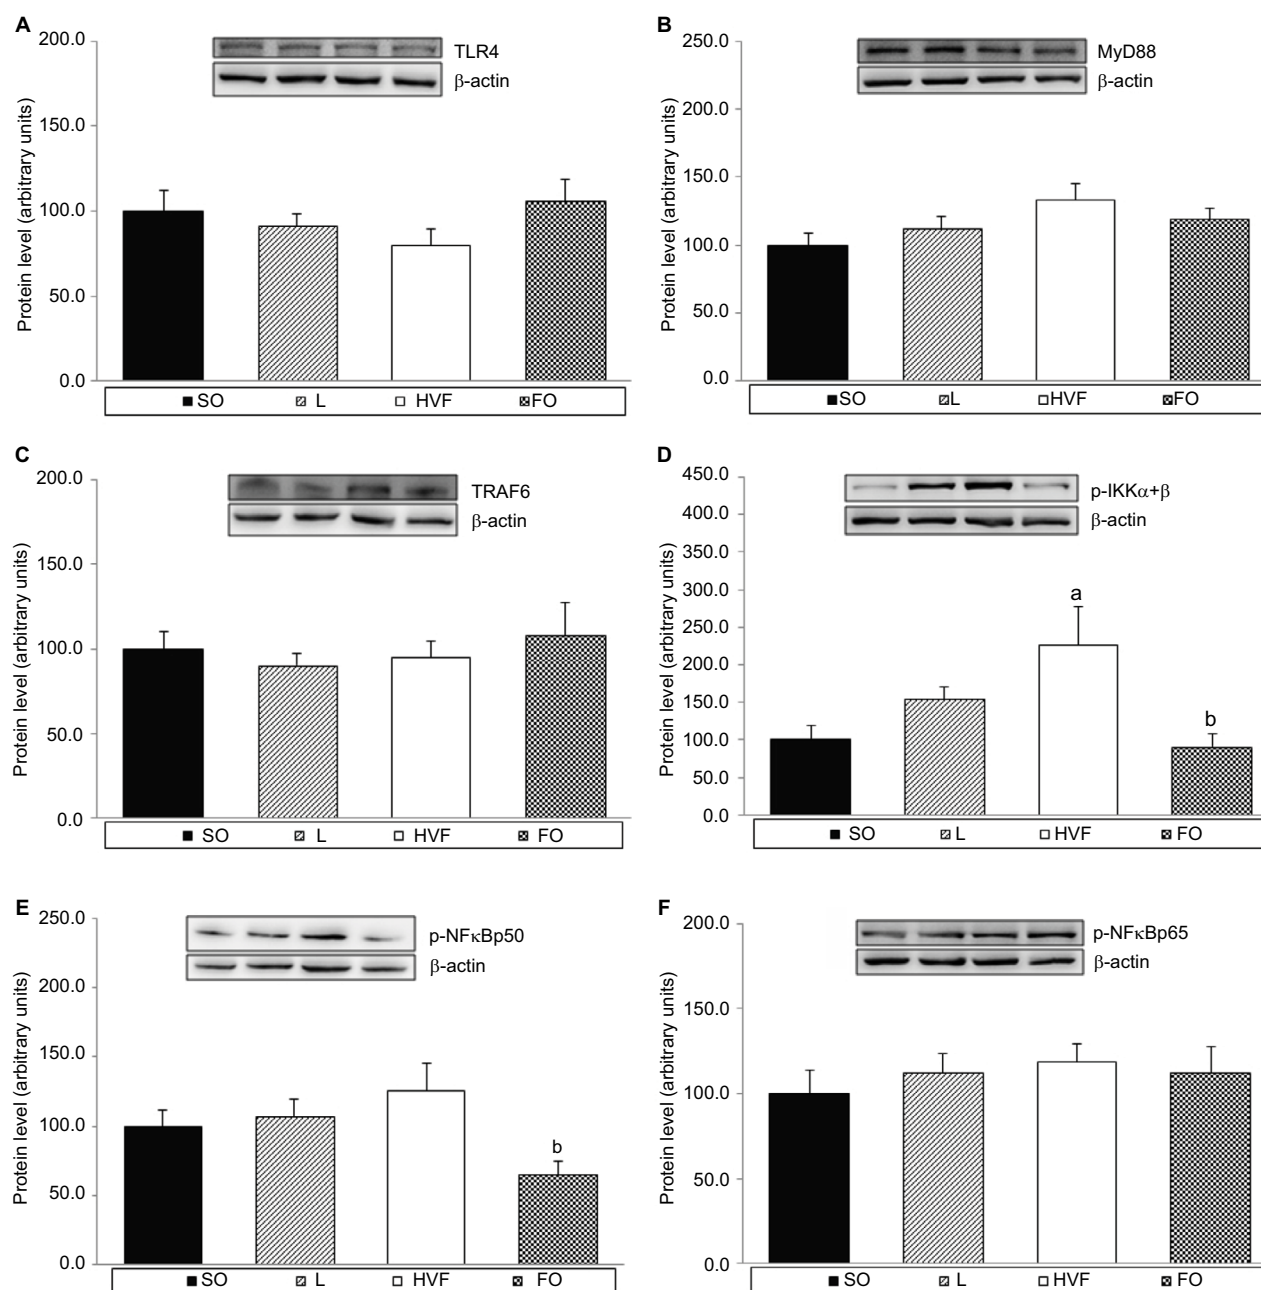 A
200.0
150.0
100.0
50.0
0.0
Protein level (arbitrary units)
TLR4
β-actin
SO L HVF FO
B
250.0
200.0
150.0
100.0
50.0
0.0
Protein level (arbitrary units)
MyD88
β-actin
SO L HVF FO
C
200.0
150.0
100.0
50.0
0.0
Protein level (arbitrary units)
TRAF6
β-actin
SO L HVF FO
D
450.0
400.0
350.0
300.0
250.0
200.0
150.0
100.0
50.0
0.0
Protein level (arbitrary units)
p-IKKα+β
β-actin
a
b
SO L HVF FO
E
250.0
200.0
150.0
100.0
50.0
0.0
Protein level (arbitrary units)
p-NFκBp50
β-actin
b
SO L HVF FO
F
200.0
150.0
100.0
50.0
0.0
Protein level (arbitrary units)
p-NFκBp65
β-actin
SO L HVF FO